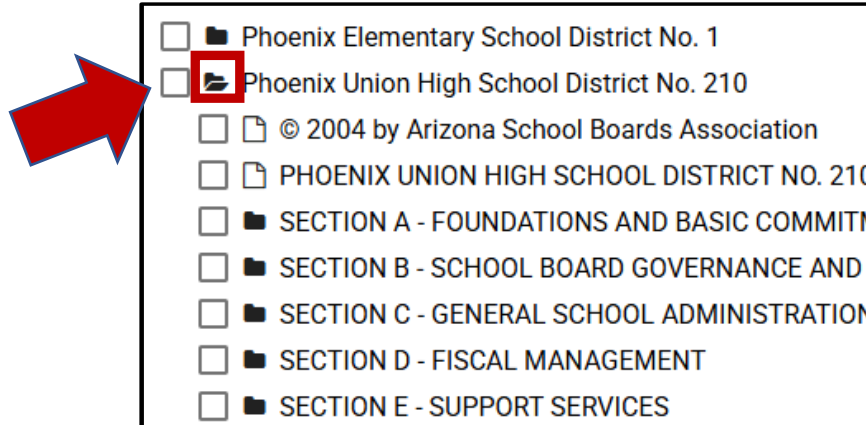 Phoenix Elementary School District No. 1
Phoenix Union High School District No. 210
© 2004 by Arizona School Boards Association
PHOENIX UNION HIGH SCHOOL DISTRICT NO. 210
SECTION A - FOUNDATIONS AND BASIC
SECTION B - SCHOOL BOARD GOVERNANCE AND
SECTION C - GENERAL SCHOOL ADMINISTRATION
SECTION D - FISCAL MANAGEMENT
SECTION E - SUPPORT SERVICES